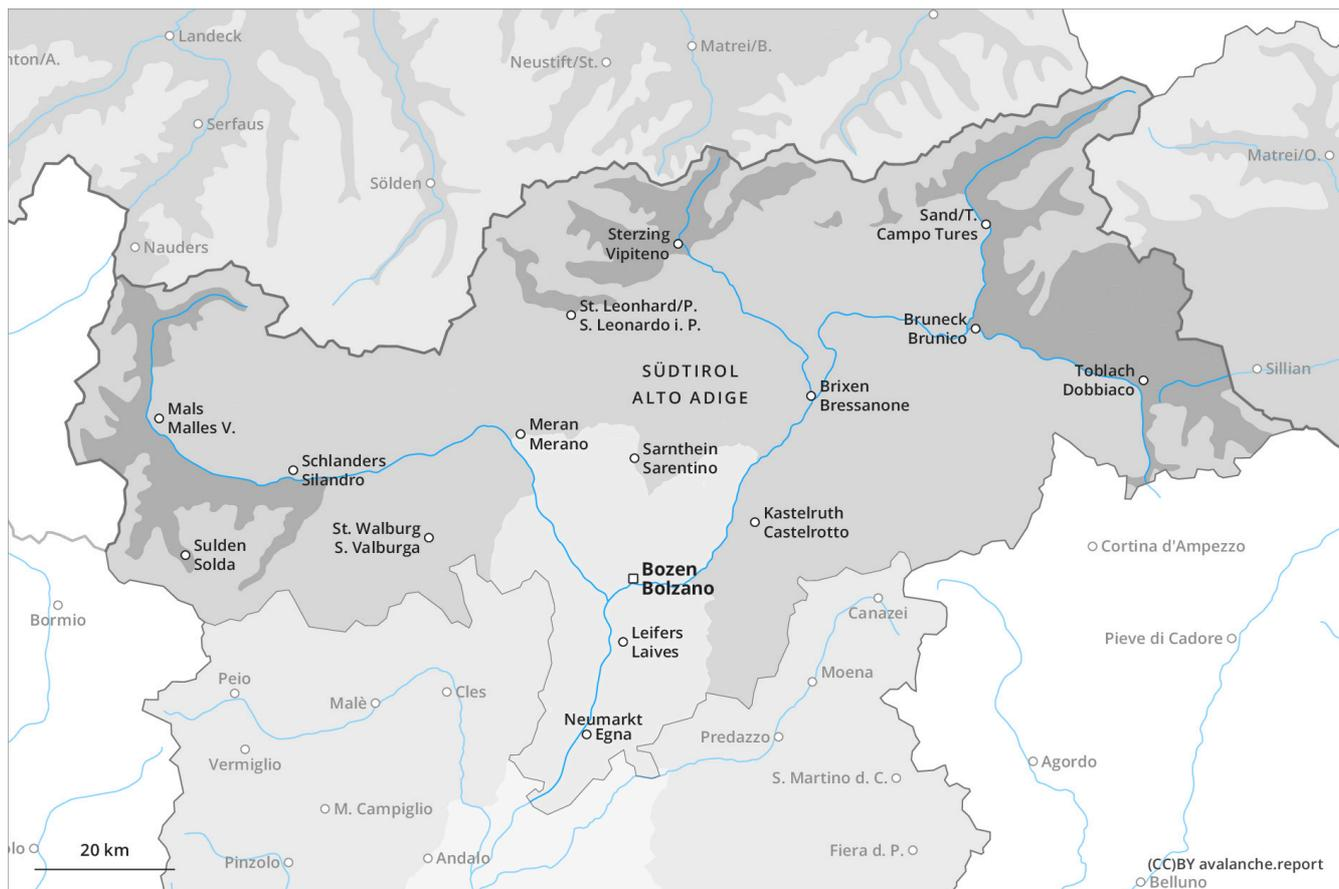 Landeck
nton/A.
Neustift/St.
Matrei/B.
Serfaus
Matrei/O.
Sölden
Nauders
Sand/T.
Campo Tures
Sterzing
Vipiteno
St. Leonhard/P.
S. Leonardo i. P.
Bruneck
Brunico
SÜDTIROL
ALTO ADIGE
Toblach
Dobbiaco
Sillian
Brixen
Bressanone
Mals
Malles V.
Meran
Merano
Sarnthein
Sarentino
Schlanders
Silandro
Kastelruth
Castelrotto
St. Walburg
S. Valburga
Sulden
Solda
Cortina d'Ampezzo
Bozen
Bolzano
Bormio
Canazei
Leifers
Laives
Pieve di Cadore
Peio
Moena
Malè
Cles
Neumarkt
Egna
Predazzo
Vermiglio
Agordo
S. Martino d. C.
M. Campiglio
20 km
olo
Pinzolo
Andalo
Fiera d. P.
(CC)BY avalanche.report
Belluno